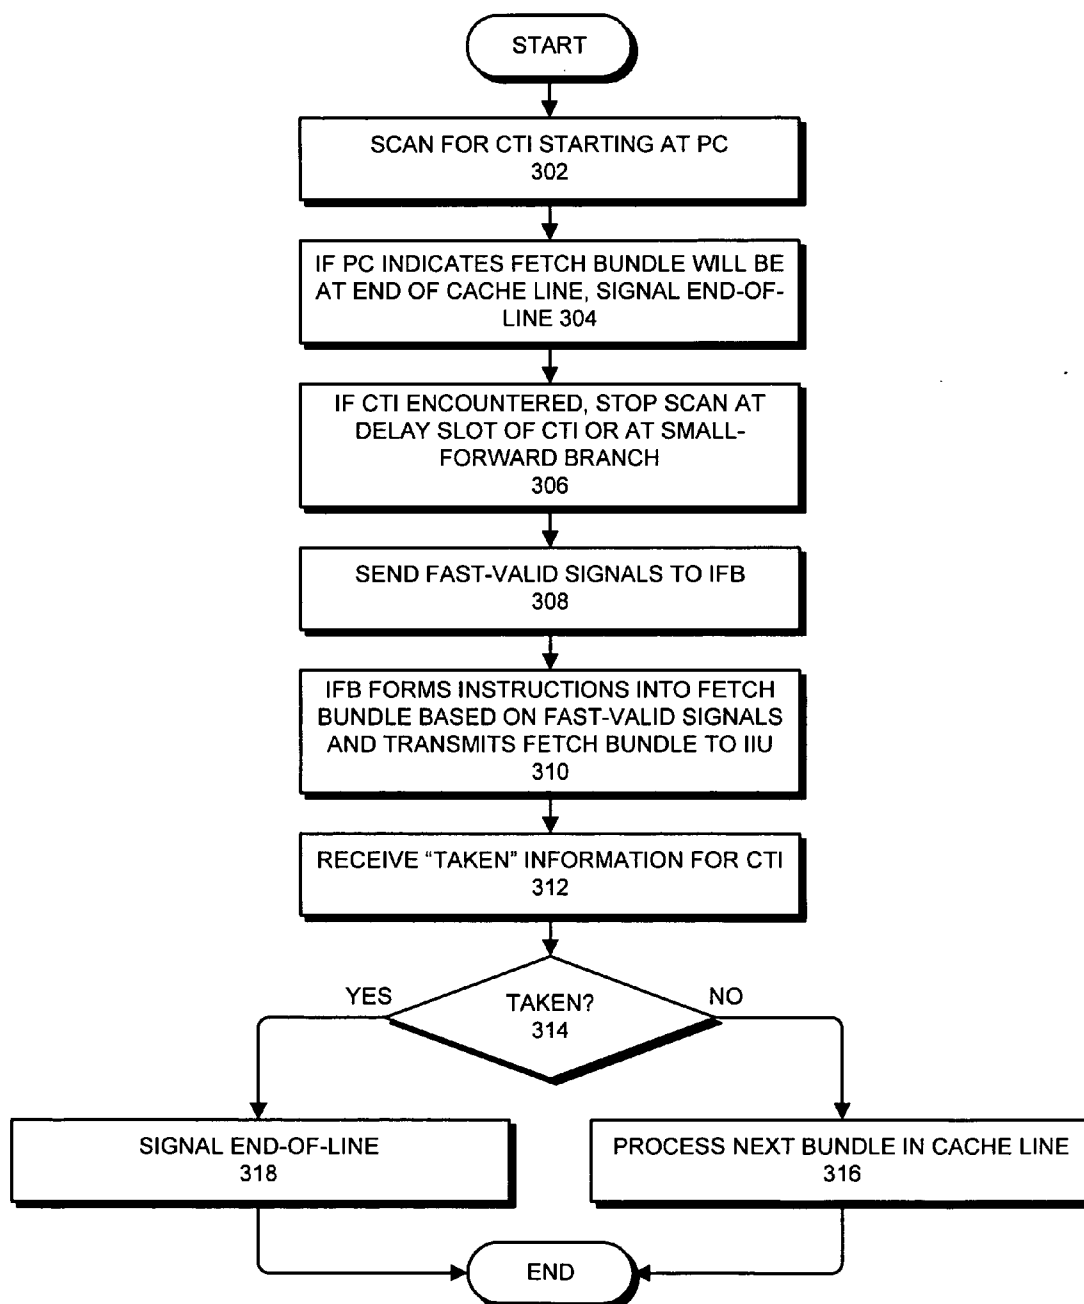 START
SCAN FOR CTI STARTING AT PC
302
IF PC INDICATES FETCH BUNDLE WILL BE
AT END OF CACHE LINE, SIGNAL END-OF-
LINE 304
IF CTI ENCOUNTERED, STOP SCAN AT
DELAY SLOT OF CTI OR AT SMALL-
FORWARD BRANCH
306
SEND FAST-VALID SIGNALS TO IFB
308
IFB FORMS INSTRUCTIONS INTO FETCH
BUNDLE BASED ON FAST-VALID SIGNALS
AND TRANSMITS FETCH BUNDLE TO IIU
310
RECEIVE “TAKEN” INFORMATION FOR CTI
312
YES
TAKEN?
314
NO
SIGNAL END-OF-LINE
318
PROCESS NEXT BUNDLE IN CACHE LINE
316
END